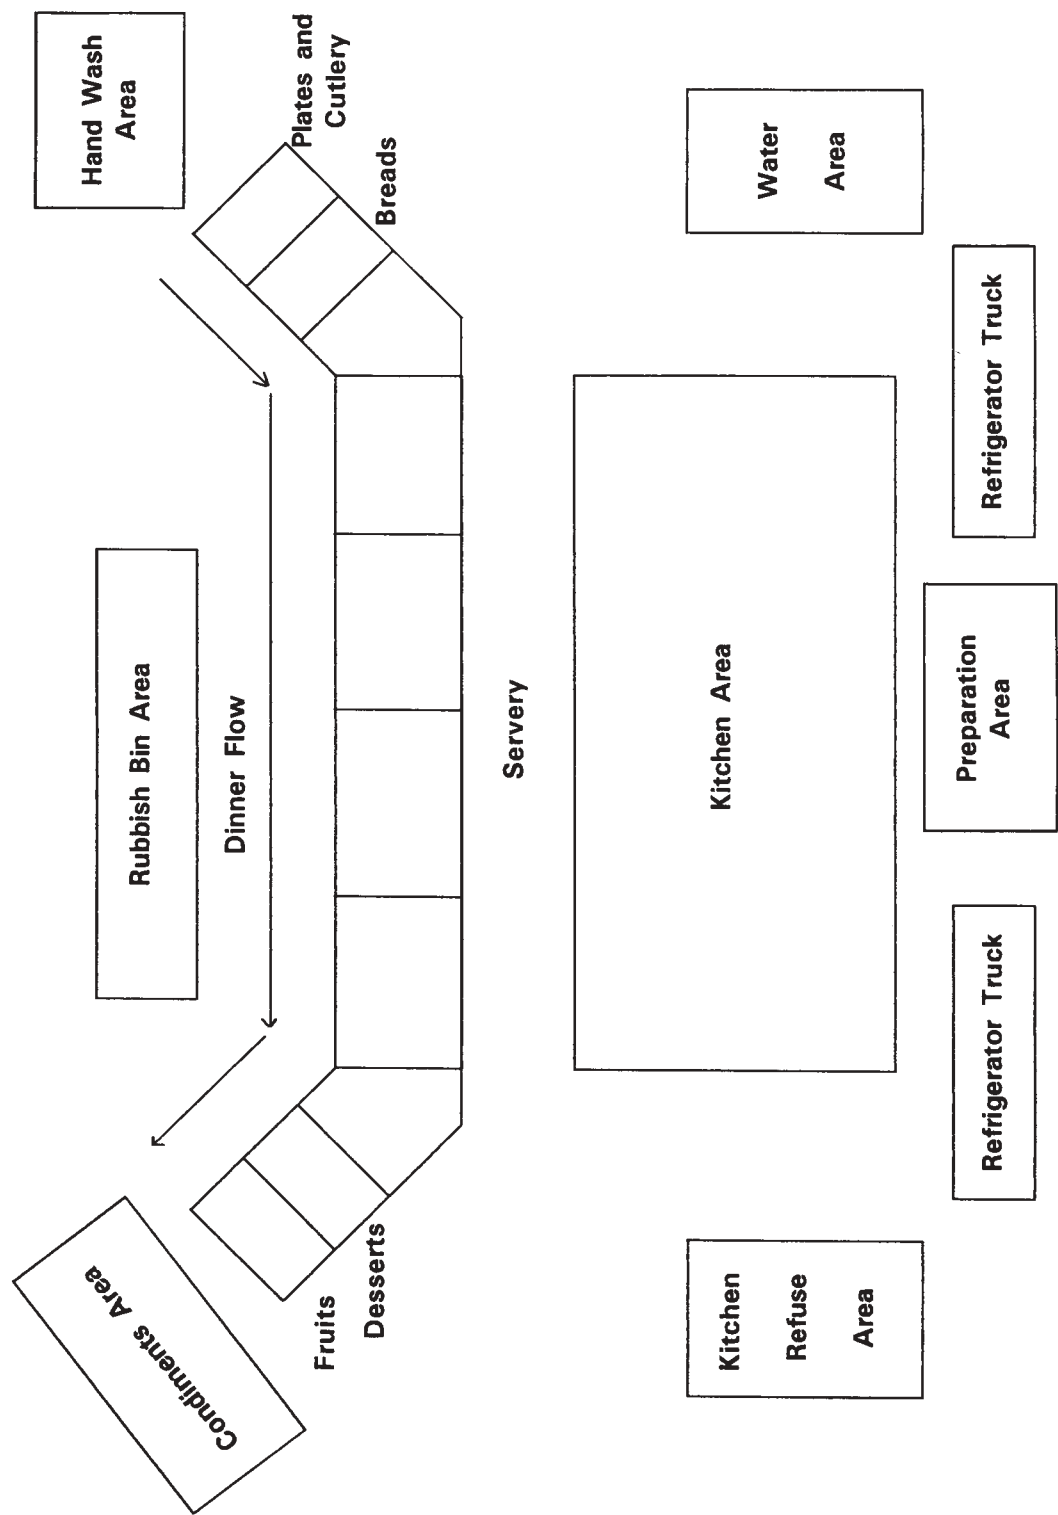 Condiments Area
Rubbish Bin Area
Hand Wash
Area
Dinner Flow
Plates and
Cutlery
Fruits
Desserts
Breads
Servery
Kitchen
Refuse
Area
Kitchen Area
Water
Area
Refrigerator Truck
Preparation
Area
Refrigerator Truck